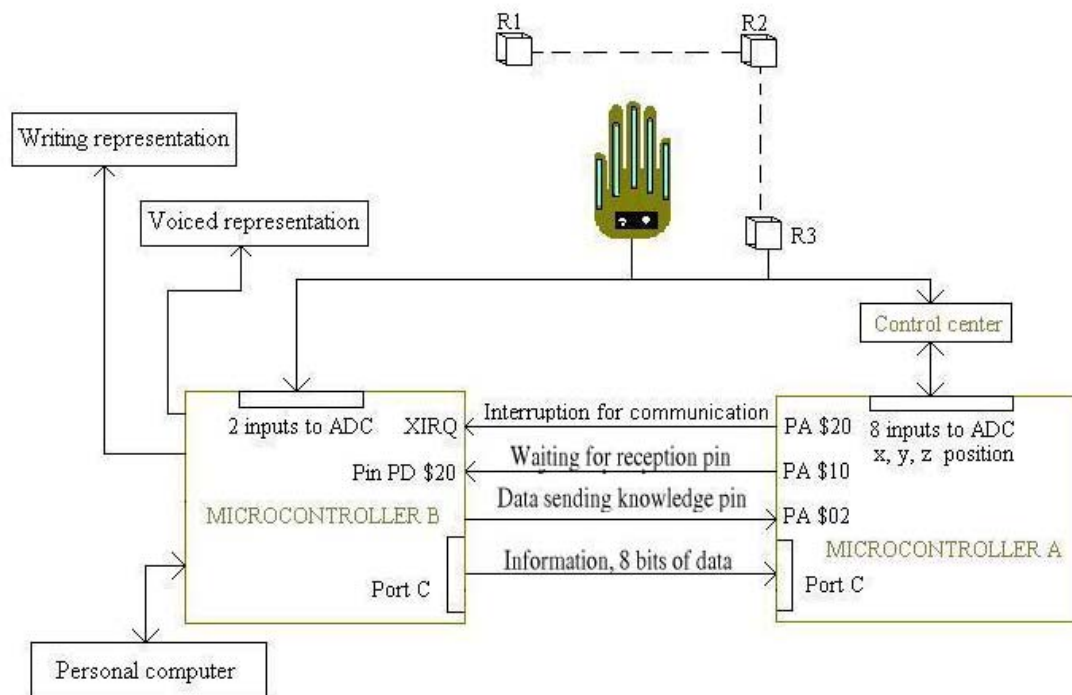 R1
R2
Writing representation
Voiced representation
R3
Control center
2 inputs to ADC
XIRQ
Interruption for communication
PA $20
8 inputs to ADC
x, y, z position
Pin PD $20
Waiting for reception pin
PA $10
Data sending knowledge pin
PA $02
MICROCONTROLLER B
MICROCONTROLLER A
Port C
Information, 8 bits of data
Port C
Personal computer